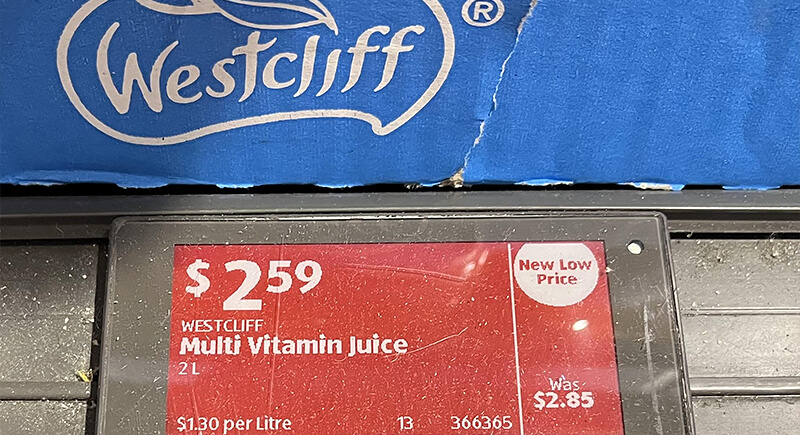 Westcliff ®
$2.59
New Low
Price
WESTCLIFF
Multi Vitamin Juice
2 L
Was
$2.85
$1.30 per Litre 13 366365